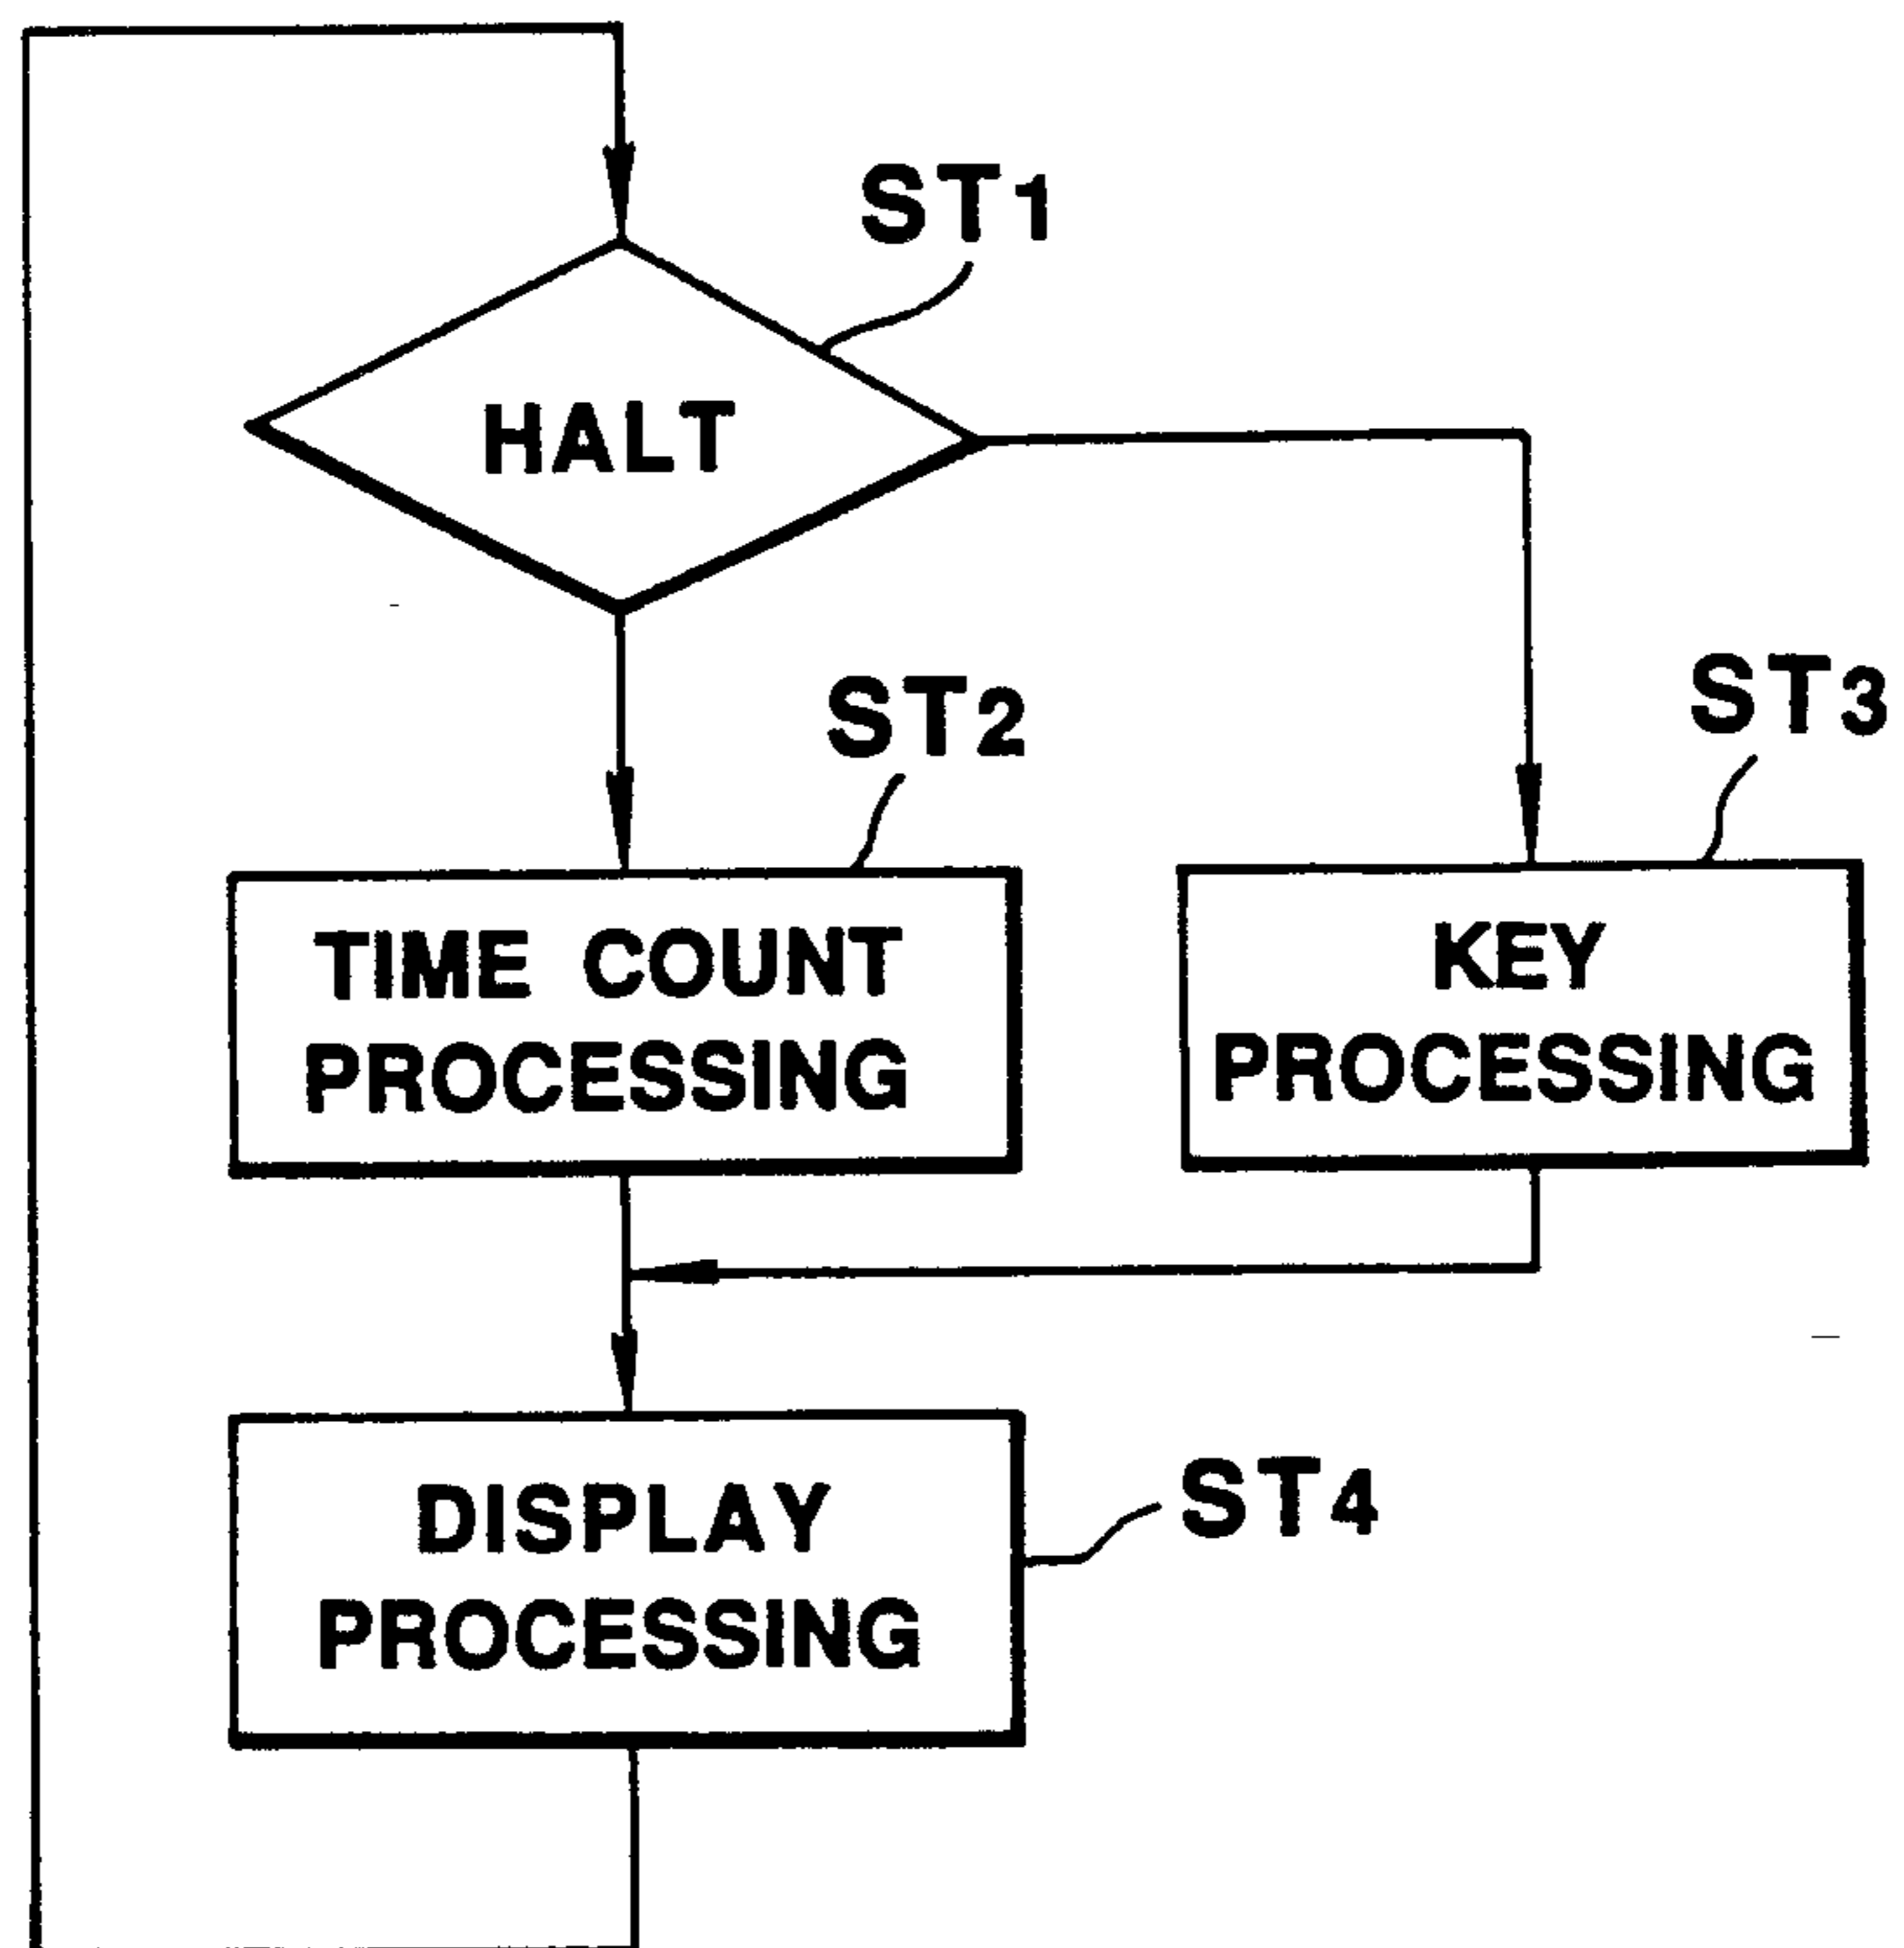 ST1
HALT
ST2
ST3
TIME COUNT
PROCESSING
KEY
PROCESSING
DISPLAY
PROCESSING
ST4